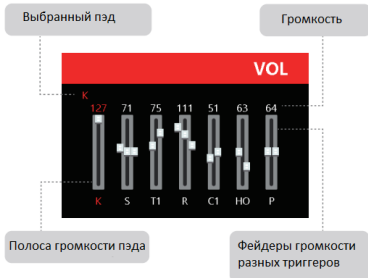 Выбранный пэд
Громкость
VOL
K
127 71 75 111 51 63 64
K S T1 R C1 HO P
Полоса громкости пэда
Фейдеры громкости
разных триггеров